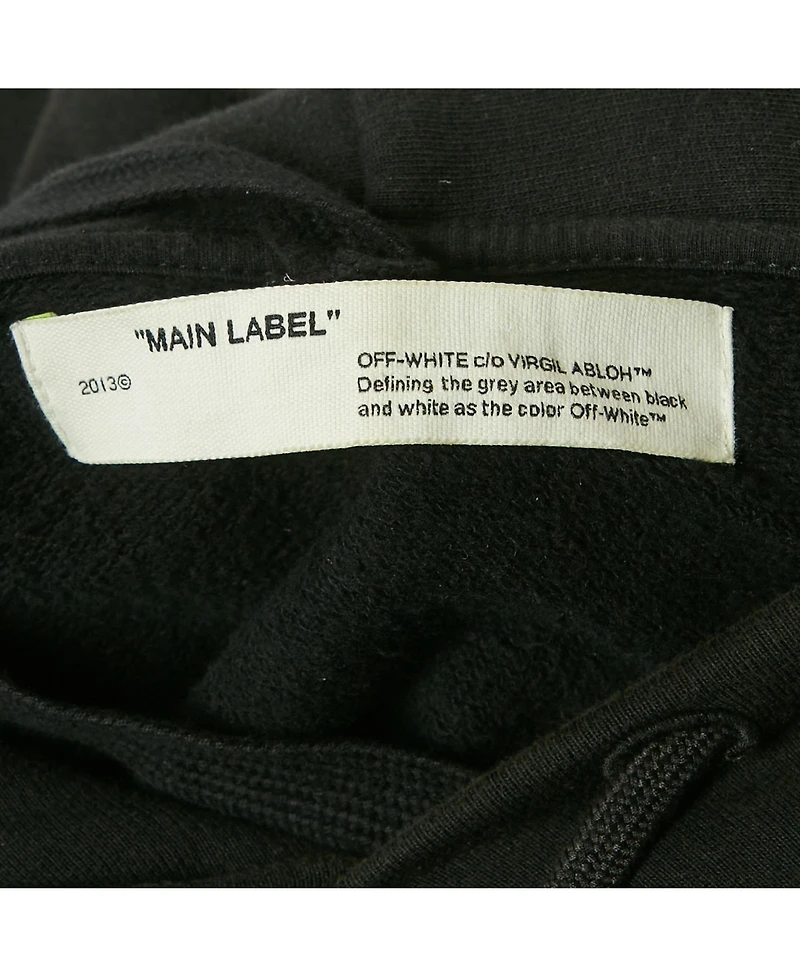 "MAIN LABEL"
2013©
OFF-WHITE c/o VIRGIL ABLOH™
Defining the grey area between black
and white as the color Off-White™